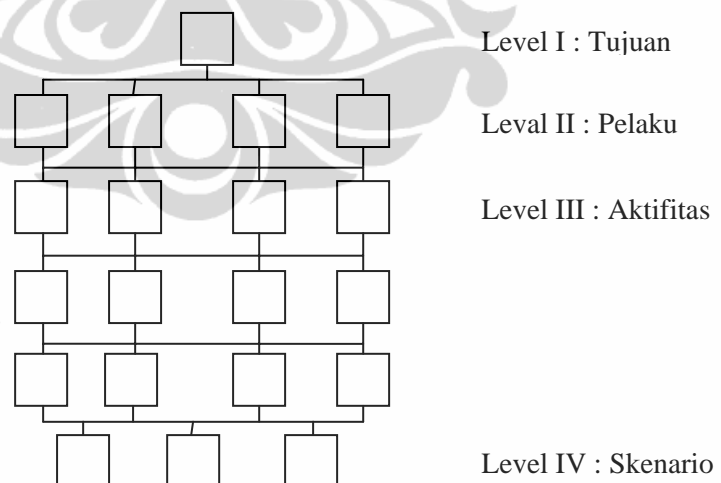 Level I : Tujuan
Leval II : Pelaku
Level III : Aktifitas
Level IV : Skenario